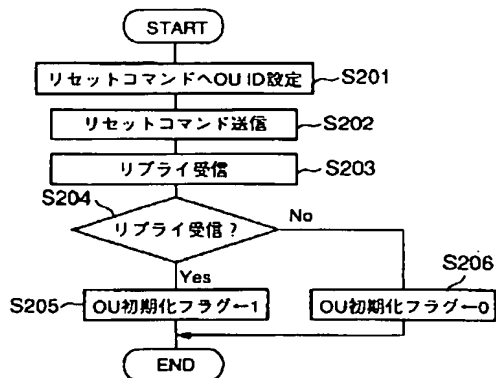 START
リセットコマンドへOU ID設定
S201
リセットコマンド送信
S202
リプライ受信
S203
S204
リプライ受信？
No
Yes
S206
S205
OU初期化フラグ←1
OU初期化フラグ←0
END